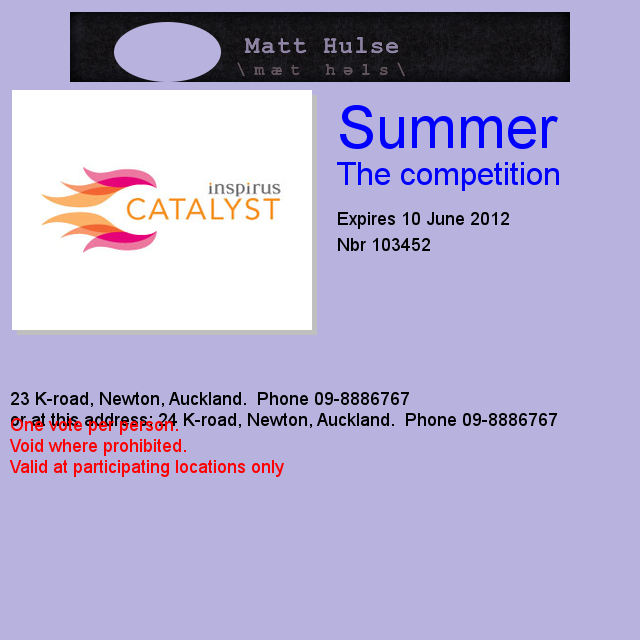 Matt Hulse
\mæt həls\
inspirus
CATALYST
Summer
The competition
Expires 10 June 2012
Nbr 103452
23 K-road, Newton, Auckland.  Phone 09-8886767
or at this address: 24 K-road, Newton, Auckland.  Phone 09-8886767
One vote per person.
Void where prohibited.
Valid at participating locations only